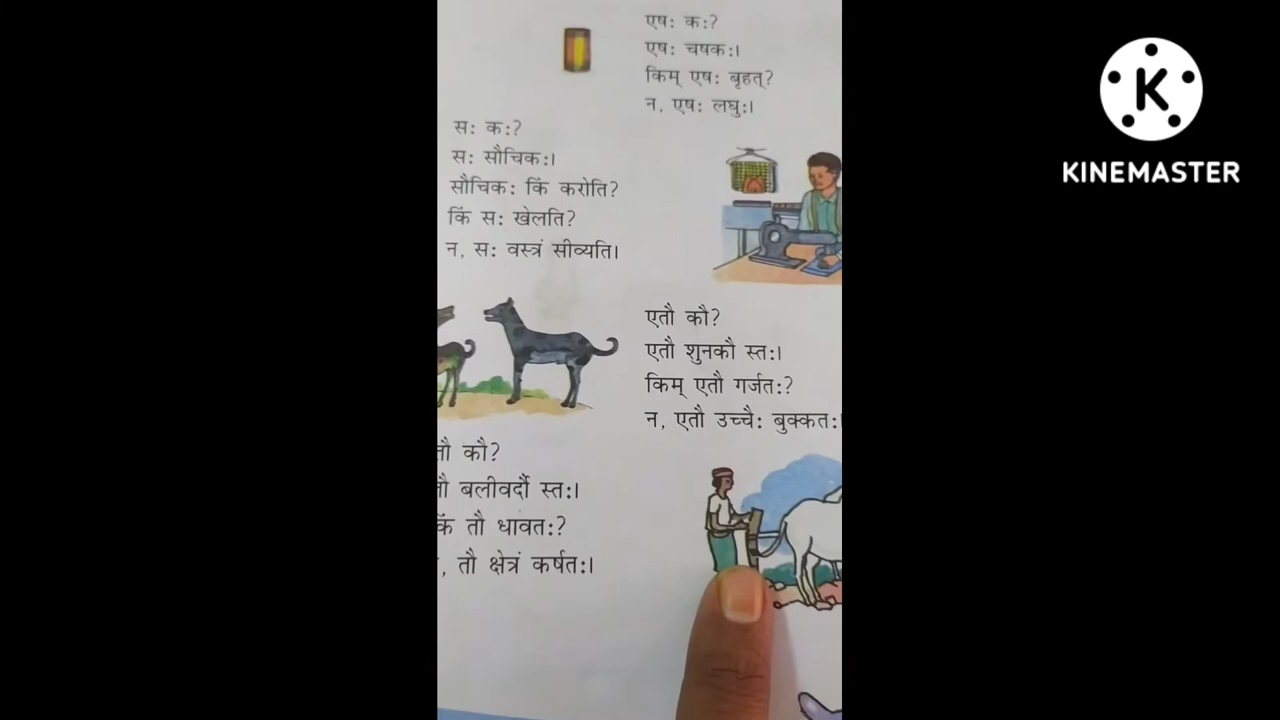 एषः कः?
एषः चषकः।
किम् एषः बृहत्?
न, एषः लघुः।
सः कः?
सः सौचिकः।
सौचिकः किं करोति?
किं सः खेलति?
न, सः वस्त्रं सीव्यति।
एतौ कौ?
एतौ शुनकौ स्तः।
किम् एतौ गर्जतः?
न, एतौ उच्चैः बुक्कतः।
कौ?
बलीवर्दौ स्तः।
तौ धावतः?
तौ क्षेत्रं कर्षतः।
K
KINEMASTER